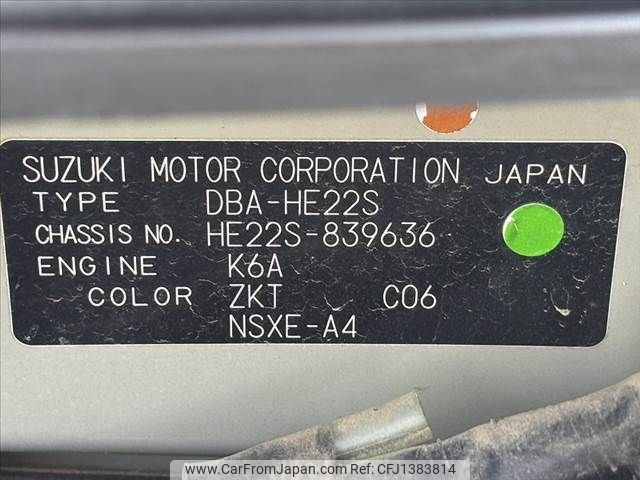 SUZUKI MOTOR CORPORATION JAPAN
TYPE DBA-HE22S
CHASSIS NO. HE22S-839636
ENGINE K6A
COLOR ZKT C06
NSXE-A4
www.CarFromJapan.com CFJ1383814